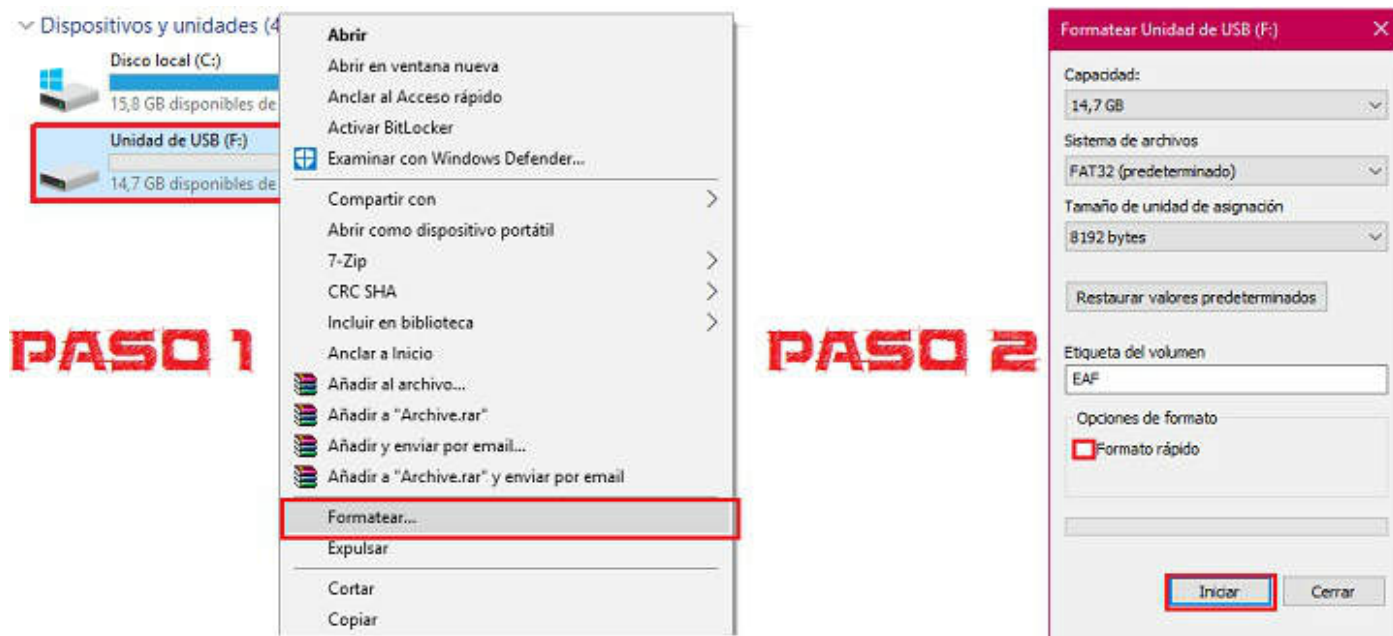 Dispositivos y unidades (4
Disco local (C:)
15,8 GB disponibles de
Unidad de USB (F:)
14,7 GB disponibles de
PASO 1
Abrir
Abrir en ventana nueva
Anclar al Acceso rápido
Activar BitLocker
Examinar con Windows Defender...
Compartir con
Abrir como dispositivo portátil
7-Zip
CRC SHA
Incluir en biblioteca
Anclar a Inicio
Añadir al archivo...
Añadir a "Archive.rar"
Añadir y enviar por email...
Añadir a "Archive.rar" y enviar por email
Formatear...
Expulsar
Cortar
Copiar
PASO 2
Formatear Unidad de USB (F:)
Capacidad:
14,7 GB
Sistema de archivos
FAT32 (predeterminado)
Tamaño de unidad de asignación
8192 bytes
Restaurar valores predeterminados
Etiqueta del volumen
EAF
Opciones de formato
Formato rápido
Iniciar
Cerrar